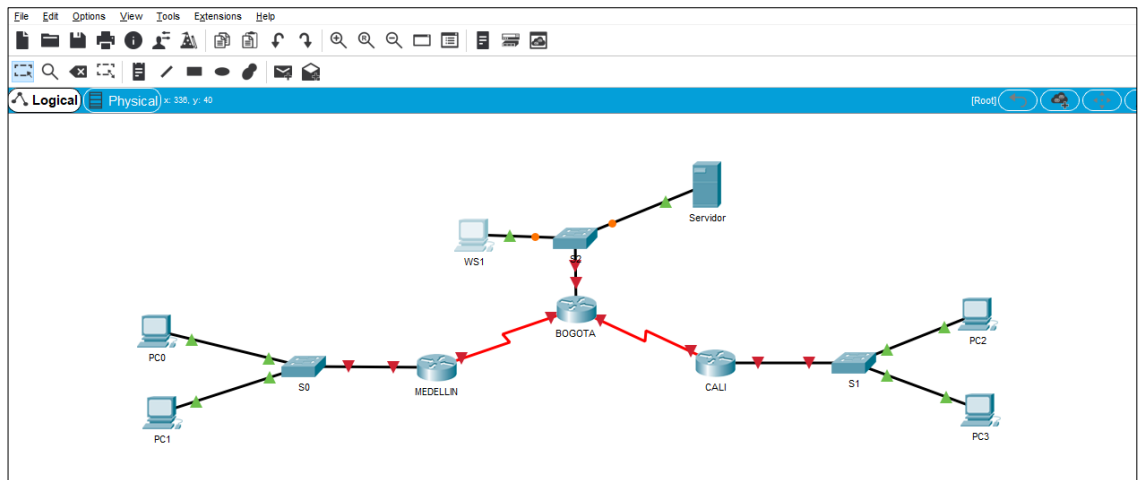 File Edit Options View Tools Extensions Help
Logical Physical x: 336, y: 40 [Root]
Servidor
WS1
S2
BOGOTA
PC0
PC2
S0
MEDELLIN
CALI
S1
PC1
PC3